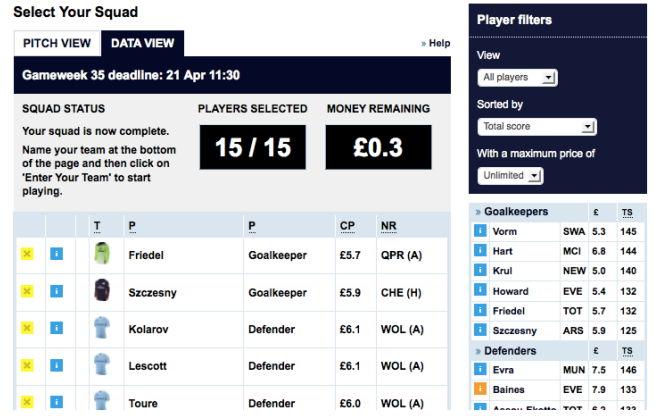 Select Your Squad
PITCH VIEW
DATA VIEW
» Help
Gameweek 35 deadline: 21 Apr 11:30
SQUAD STATUS
PLAYERS SELECTED
MONEY REMAINING
Your squad is now complete.
Name your team at the bottom
of the page and then click on
'Enter Your Team' to start
playing.
15 / 15
£0.3
T P P CP NR
i Friedel Goalkeeper £5.7 QPR (A)
i Szczesny Goalkeeper £5.9 CHE (H)
i Kolarov Defender £6.1 WOL (A)
i Lescott Defender £6.1 WOL (A)
i Toure Defender £6.0 WOL (A)
Player filters
View
All players
Sorted by
Total score
With a maximum price of
Unlimited
» Goalkeepers £ TS
i Vorm SWA 5.3 145
i Hart MCI 6.8 144
i Krul NEW 5.0 140
i Howard EVE 5.4 132
i Friedel TOT 5.7 132
i Szczesny ARS 5.9 125
» Defenders £ TS
i Evra MUN 7.5 146
i Baines EVE 7.9 133